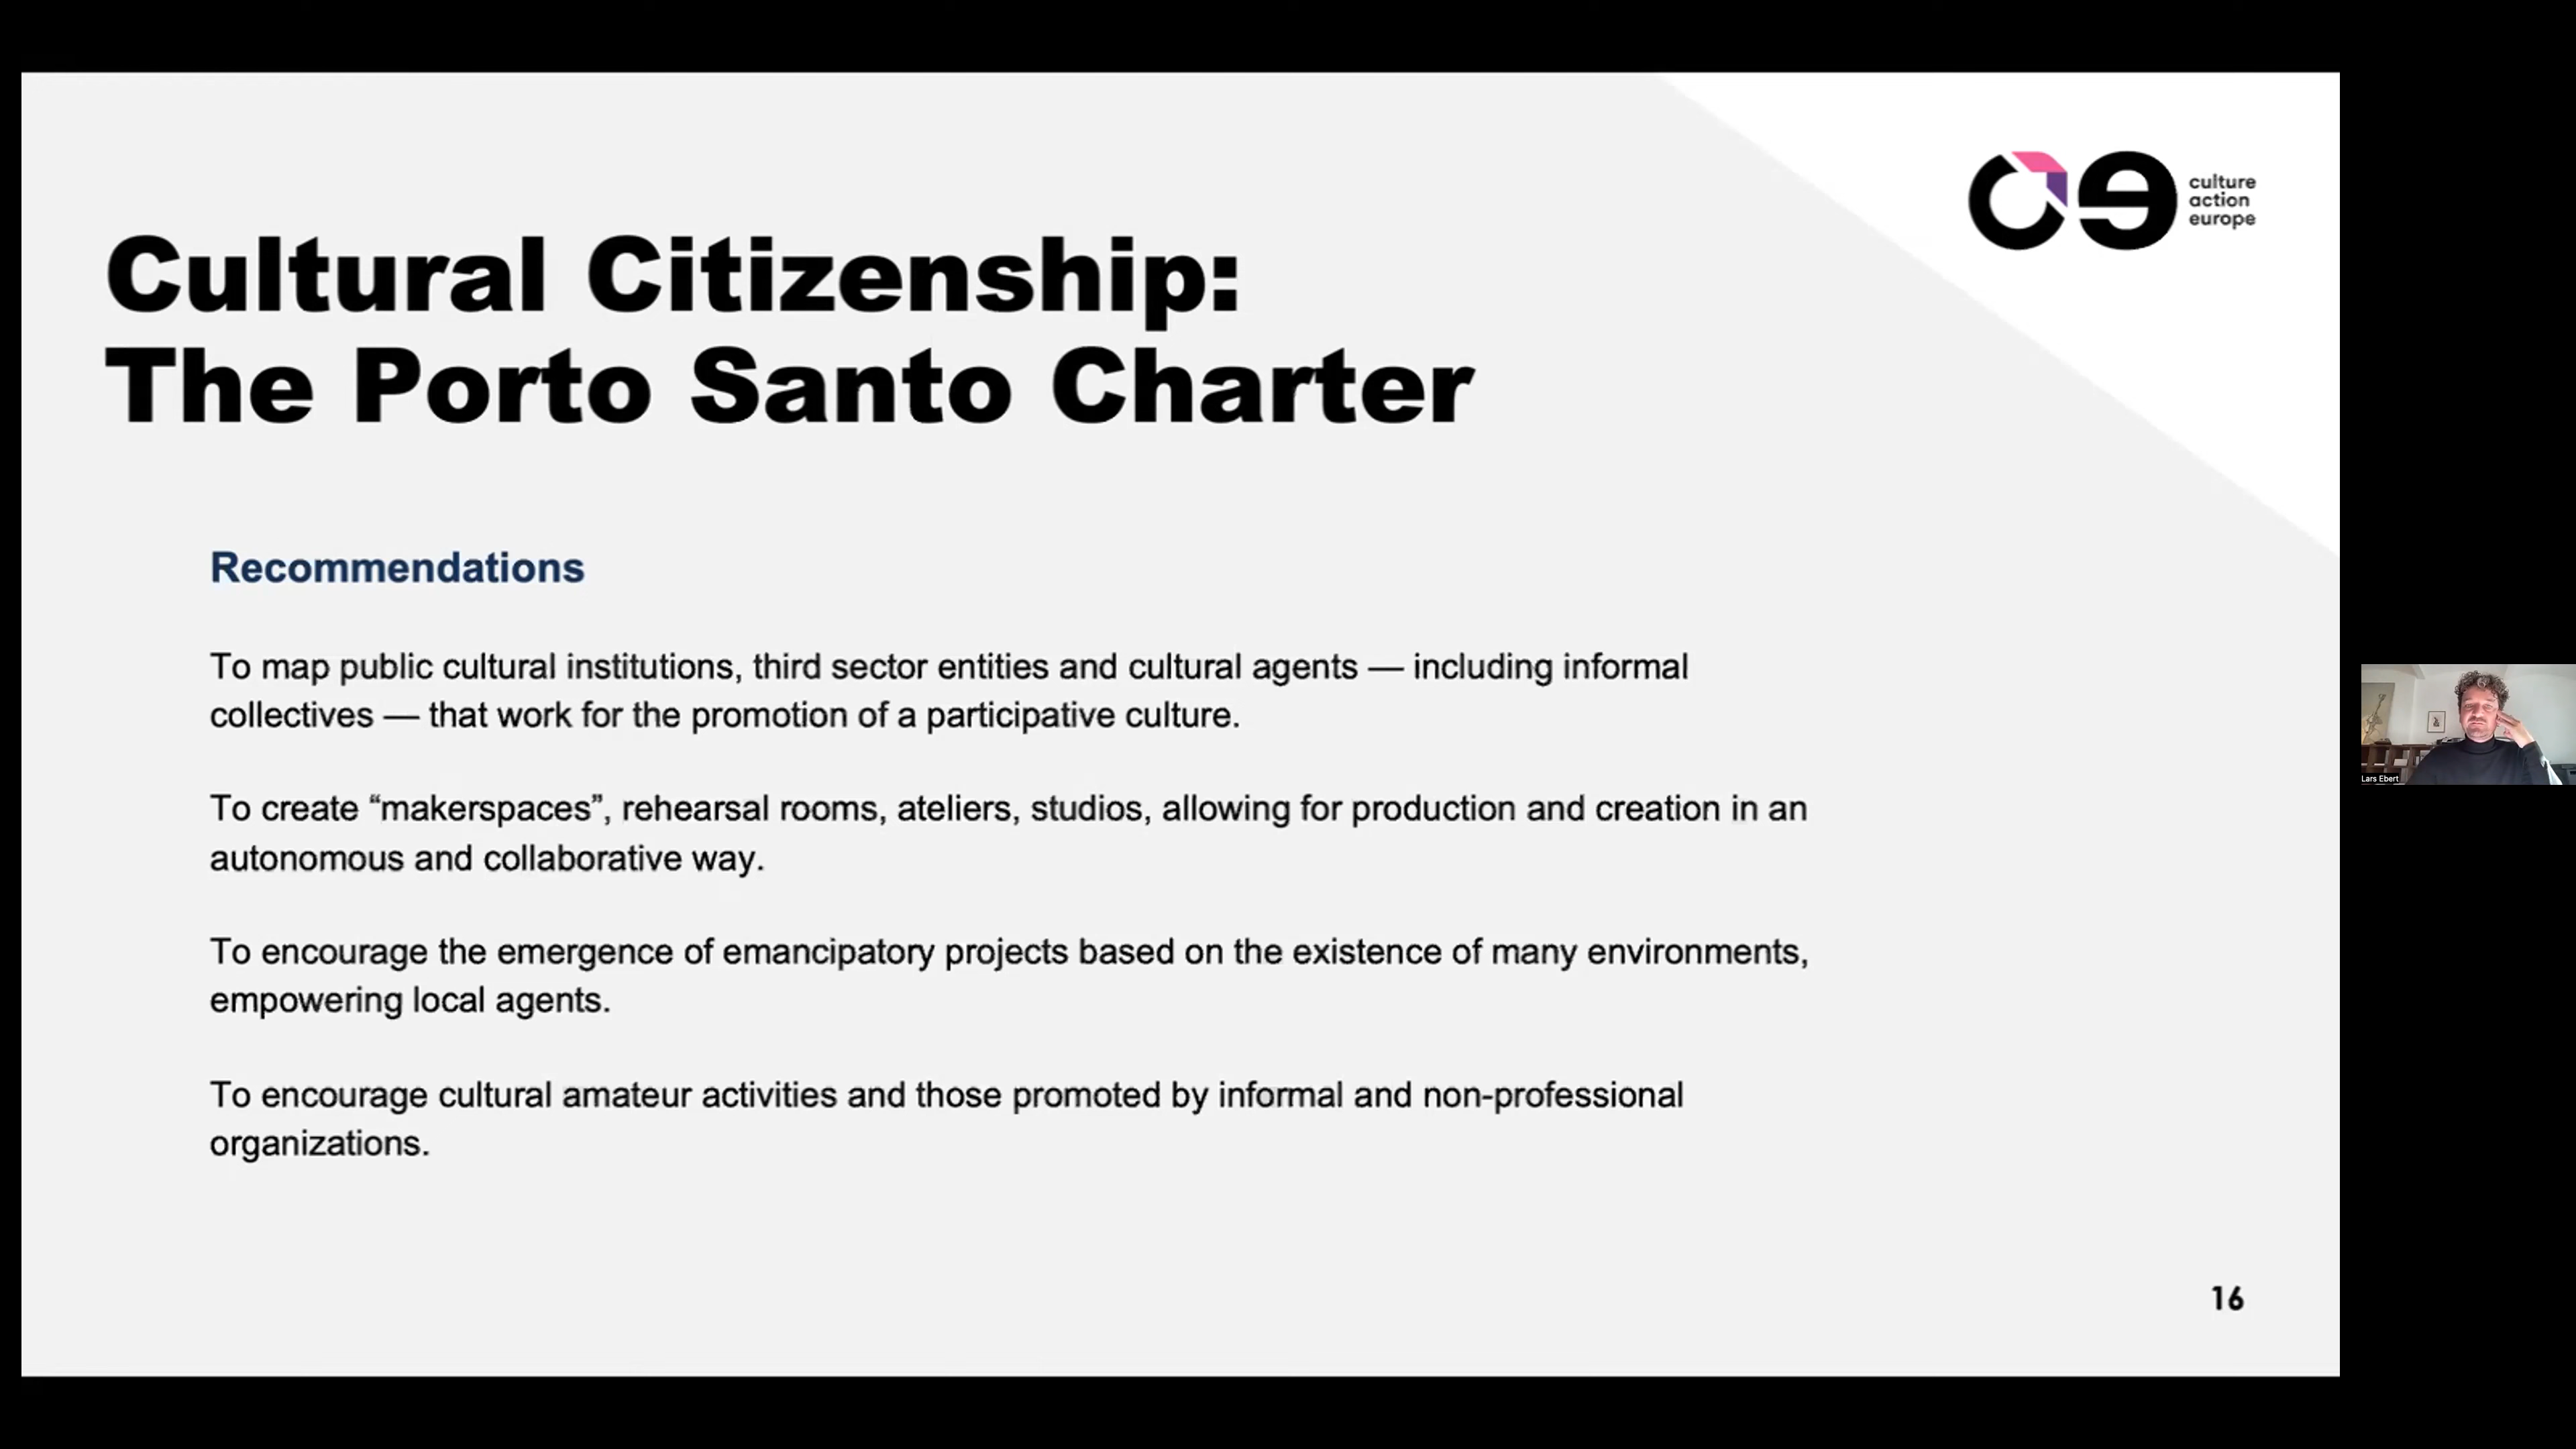 culture
action
europe
Cultural Citizenship:
The Porto Santo Charter
Recommendations
To map public cultural institutions, third sector entities and cultural agents — including informal
collectives — that work for the promotion of a participative culture.
To create “makerspaces”, rehearsal rooms, ateliers, studios, allowing for production and creation in an
autonomous and collaborative way.
To encourage the emergence of emancipatory projects based on the existence of many environments,
empowering local agents.
To encourage cultural amateur activities and those promoted by informal and non-professional
organizations.
Lars Ebert
16